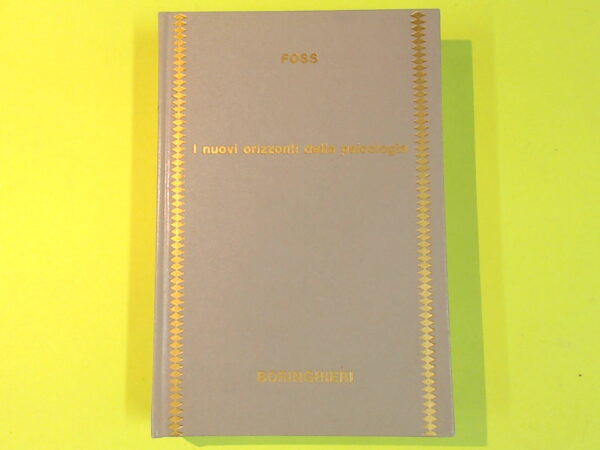 FOSS
I nuovi orizzonti della psicologia
BORINGHIERI